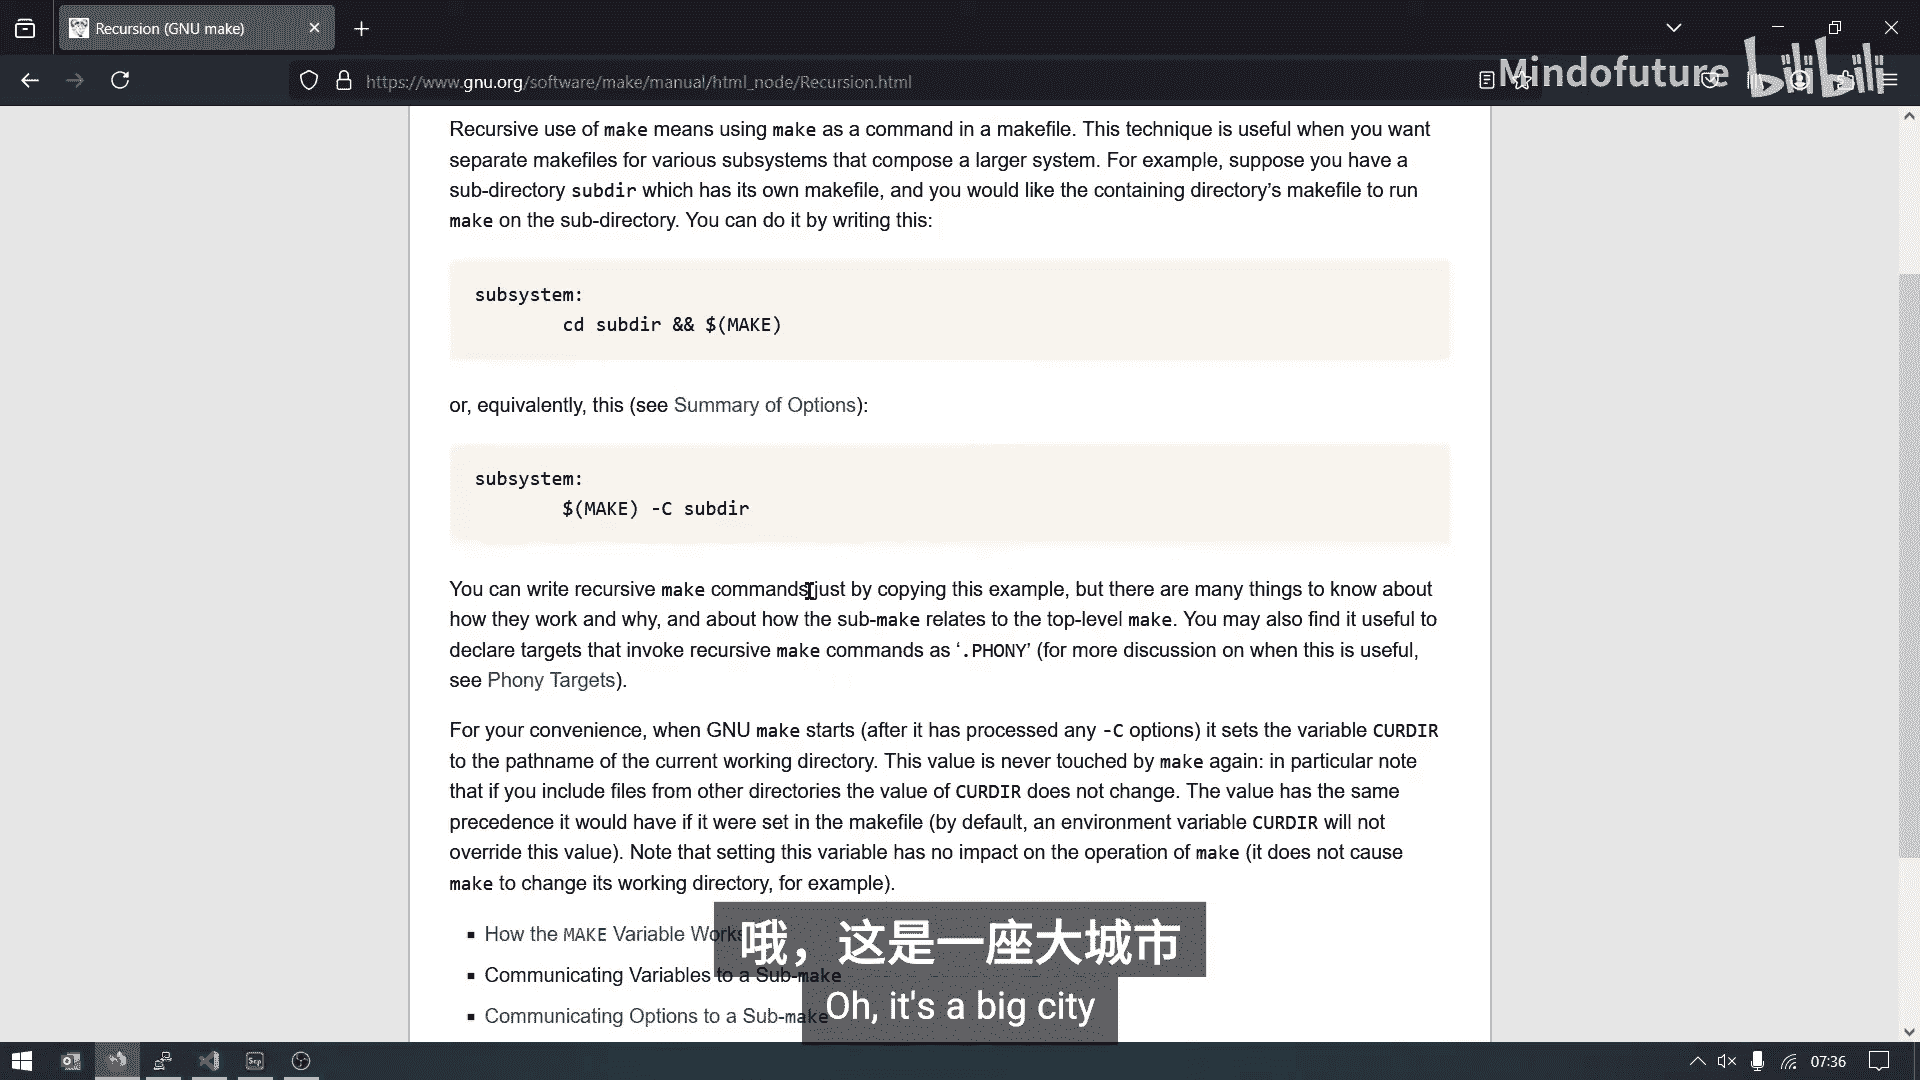 Recursion (GNU make)
https://www.gnu.org/software/make/manual/html_node/Recursion.html
Mindofuture bilibili
Recursive use of make means using make as a command in a makefile. This technique is useful when you want
separate makefiles for various subsystems that compose a larger system. For example, suppose you have a
sub-directory subdir which has its own makefile, and you would like the containing directory’s makefile to run
make on the sub-directory. You can do it by writing this:
subsystem:
cd subdir && $(MAKE)
or, equivalently, this (see Summary of Options):
subsystem:
$(MAKE) -C subdir
You can write recursive make commands just by copying this example, but there are many things to know about
how they work and why, and about how the sub-make relates to the top-level make. You may also find it useful to
declare targets that invoke recursive make commands as ‘.PHONY’ (for more discussion on when this is useful,
see Phony Targets).
For your convenience, when GNU make starts (after it has processed any -C options) it sets the variable CURDIR
to the pathname of the current working directory. This value is never touched by make again: in particular note
that if you include files from other directories the value of CURDIR does not change. The value has the same
precedence it would have if it were set in the makefile (by default, an environment variable CURDIR will not
override this value). Note that setting this variable has no impact on the operation of make (it does not cause
make to change its working directory, for example).
▪ How the MAKE Variable Works
▪ Communicating Variables to a Sub-make
▪ Communicating Options to a Sub-make
哦，这是一座大城市
Oh, it's a big city
07:36